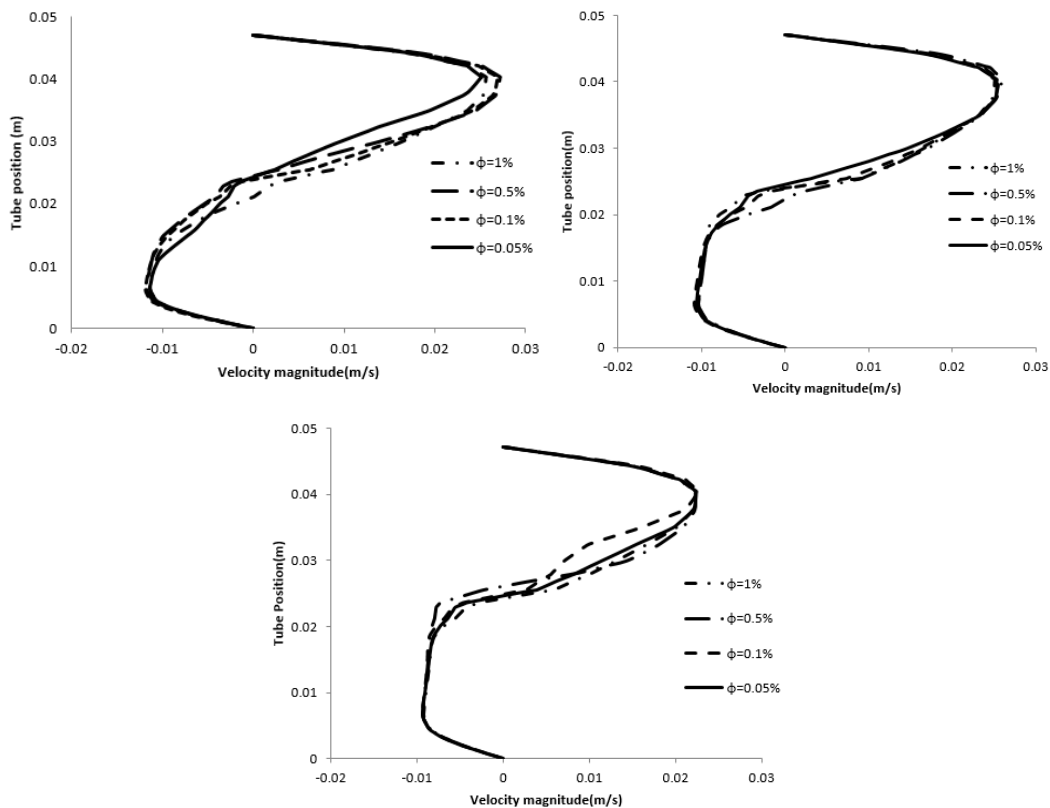 0.05
0.04
0.03
0.02
0.01
0
Tube position (m)
-0.02 -0.01 0 0.01 0.02 0.03
Velocity magnitude(m/s)
ϕ=1%
ϕ=0.5%
ϕ=0.1%
ϕ=0.05%
0.05
0.04
0.03
0.02
0.01
0
Tube position(m)
-0.02 -0.01 0 0.01 0.02 0.03
Velocity magnitude(m/s)
ϕ=1%
ϕ=0.5%
ϕ=0.1%
ϕ=0.05%
0.05
0.04
0.03
0.02
0.01
0
Tube Position(m)
-0.02 -0.01 0 0.01 0.02 0.03
Velocity magnitude(m/s)
ϕ=1%
ϕ=0.5%
ϕ=0.1%
ϕ=0.05%